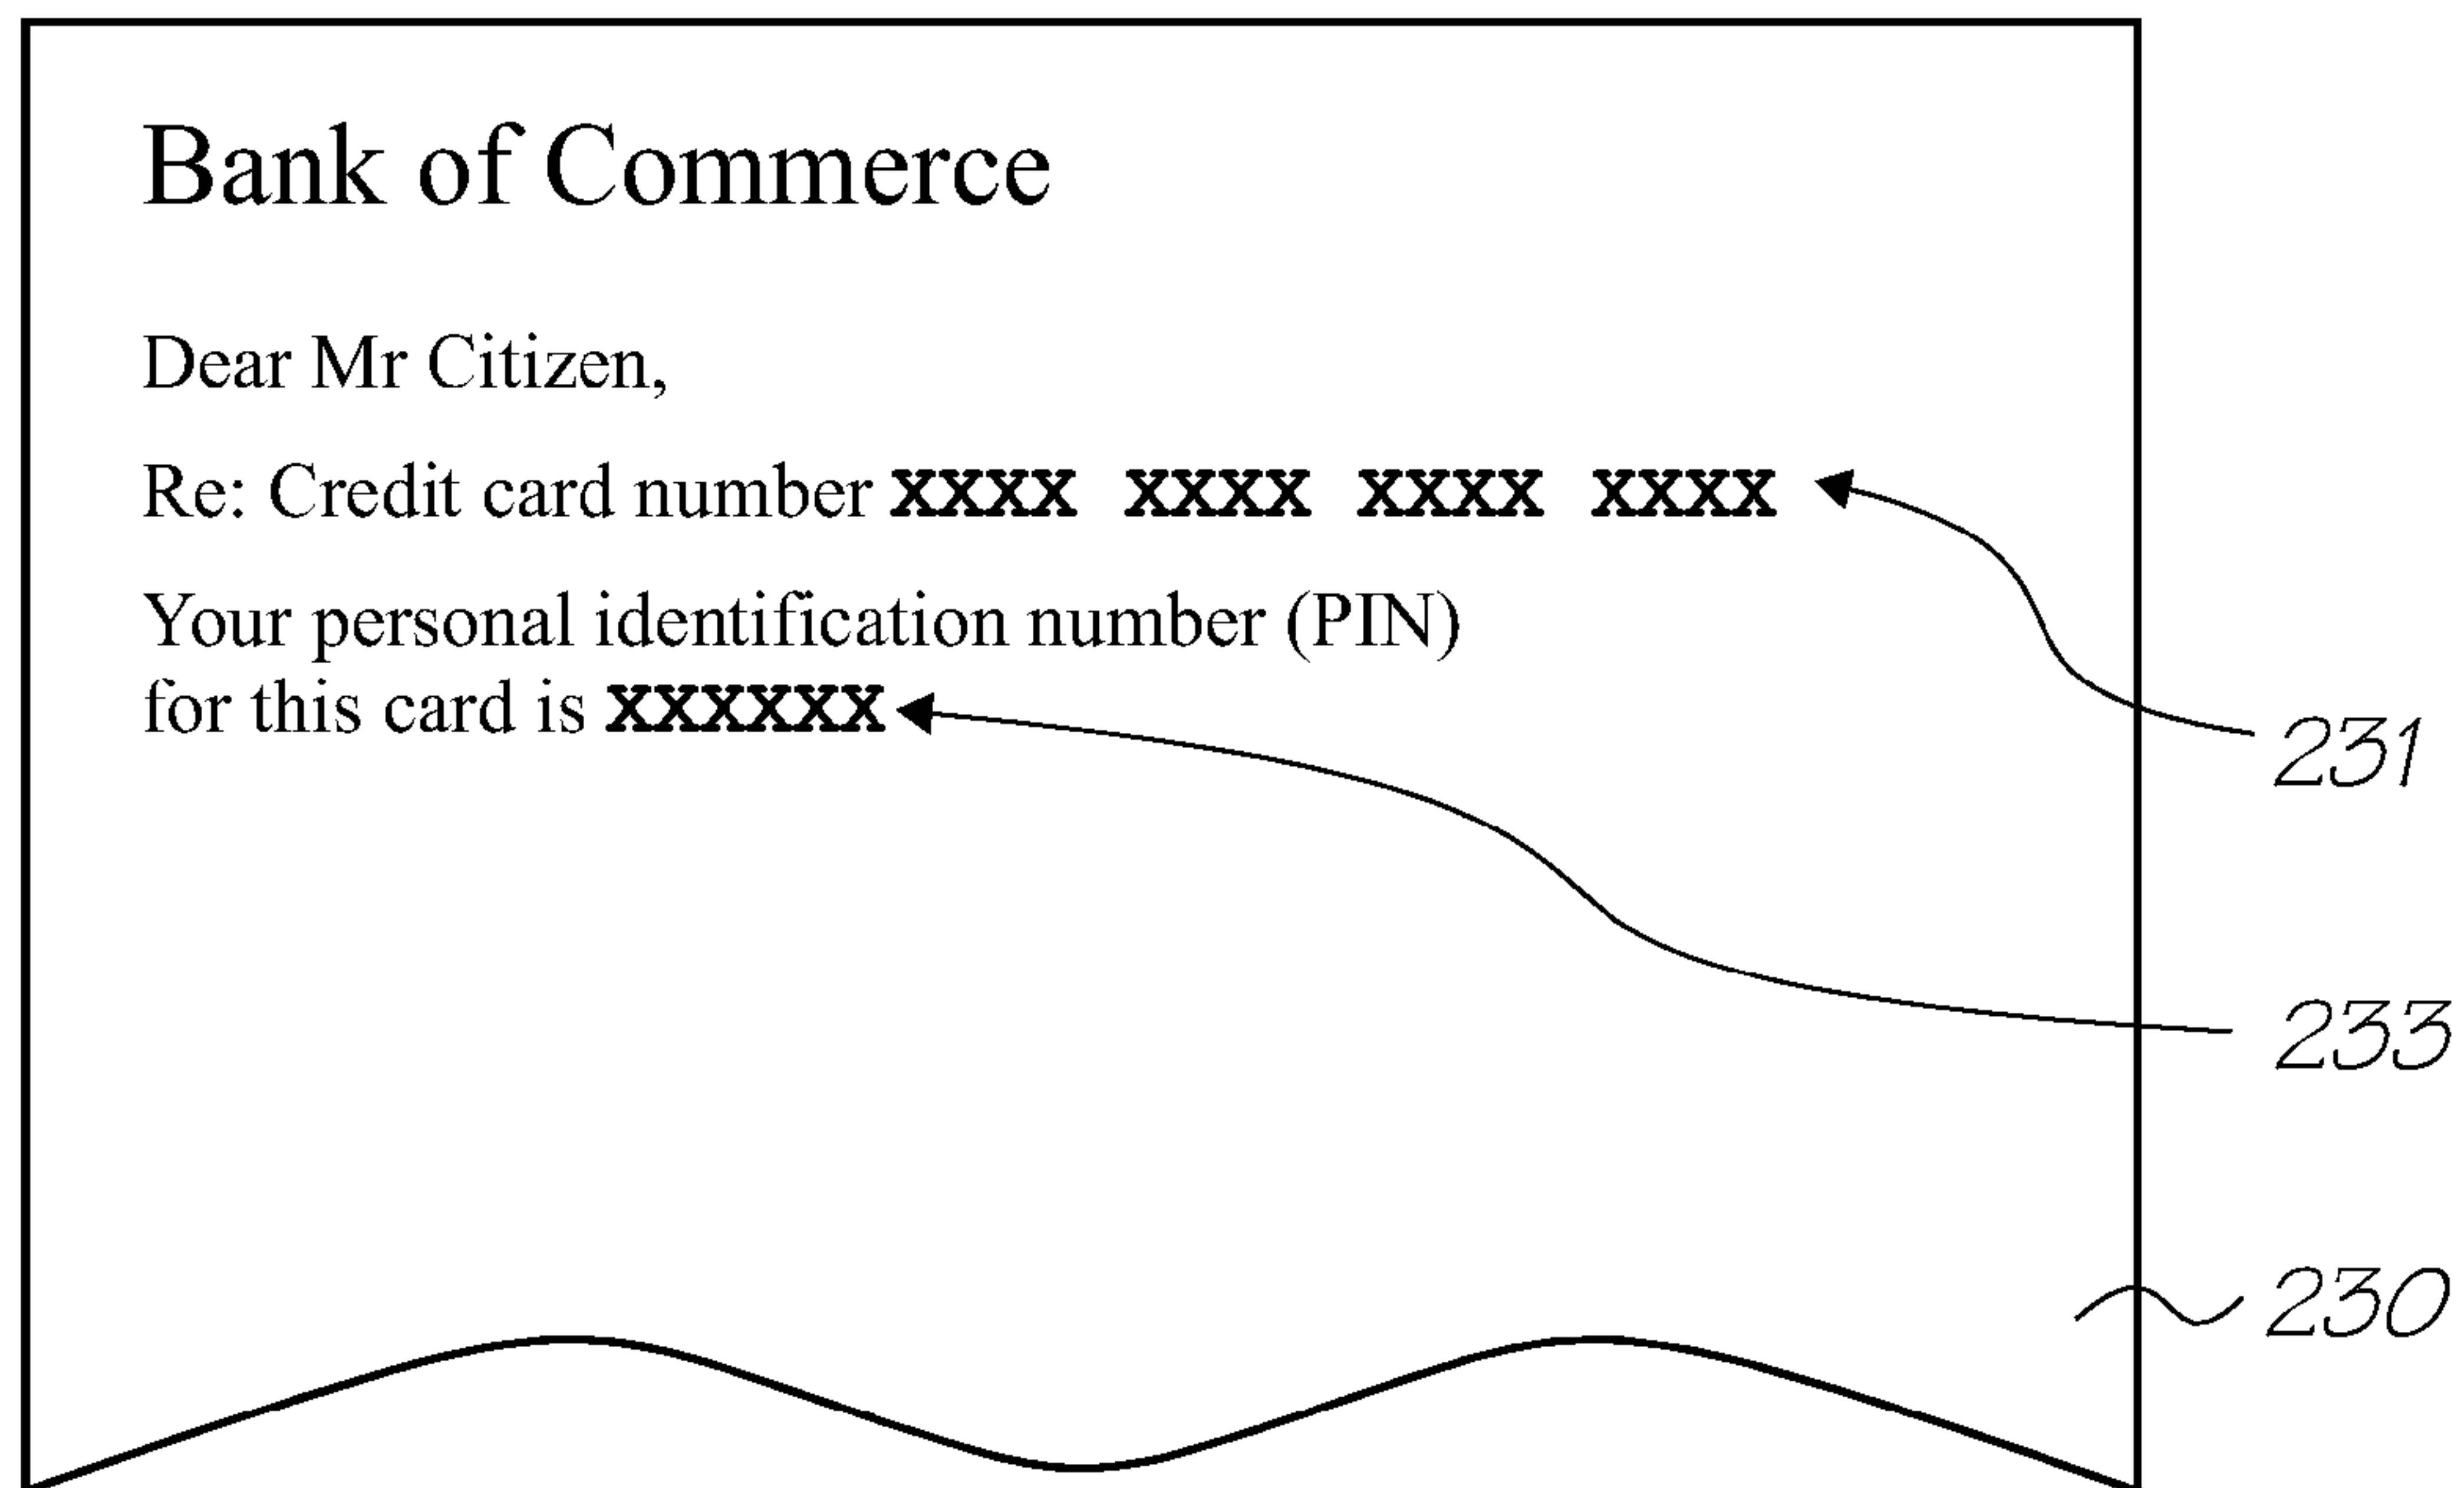 Bank of Commerce
Dear Mr Citizen,
Re: Credit card number xxxx xxxx xxxx xxxx
Your personal identification number (PIN)
for this card is xxxxxx
231
233
230